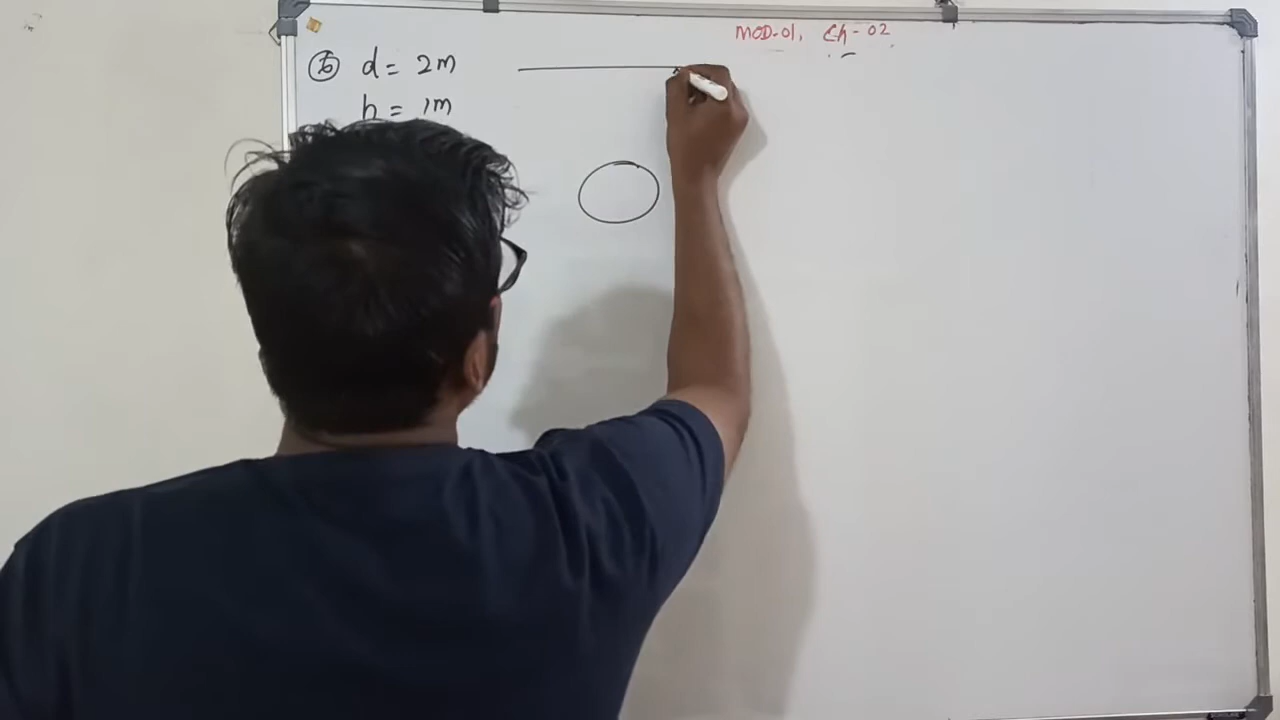 MOD-01, Ch-02
d = 2m
h = 1m